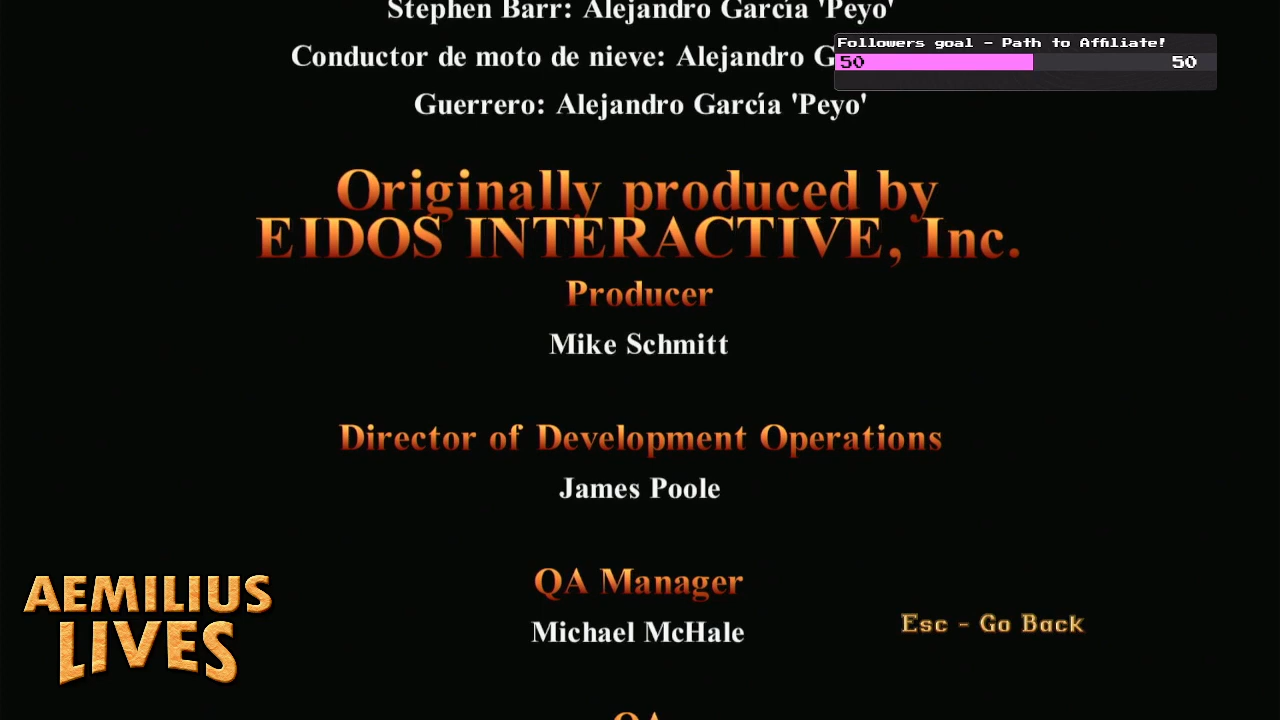 Stephen Barr: Alejandro García 'Peyo'
Followers goal - Path to Affiliate!
50 50
Conductor de moto de nieve: Alejandro G
Guerrero: Alejandro García 'Peyo'
Originally produced by
EIDOS INTERACTIVE, Inc.
Producer
Mike Schmitt
Director of Development Operations
James Poole
QA Manager
Michael McHale
AEMILIUS
LIVES
Esc - Go Back
QA